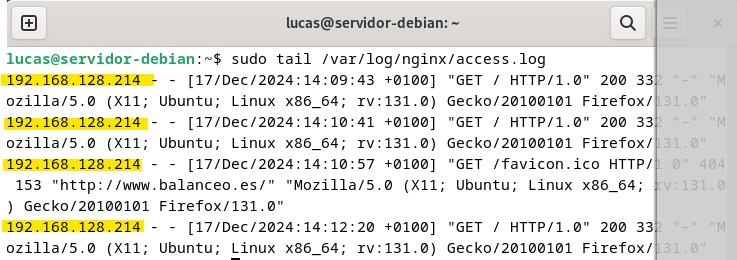 lucas@servidor-debian: ~
lucas@servidor-debian:~$ sudo tail /var/log/nginx/access.log
192.168.128.214 - - [17/Dec/2024:14:09:43 +0100] "GET / HTTP/1.0" 200 332 "-" "M
ozilla/5.0 (X11; Ubuntu; Linux x86_64; rv:131.0) Gecko/20100101 Firefox/131.0"
192.168.128.214 - - [17/Dec/2024:14:10:41 +0100] "GET / HTTP/1.0" 200 332 "-" "M
ozilla/5.0 (X11; Ubuntu; Linux x86_64; rv:131.0) Gecko/20100101 Firefox/131.0"
192.168.128.214 - - [17/Dec/2024:14:10:57 +0100] "GET /favicon.ico HTTP/1.0" 404
 153 "http://www.balanceo.es/" "Mozilla/5.0 (X11; Ubuntu; Linux x86_64; rv:131.0
) Gecko/20100101 Firefox/131.0"
192.168.128.214 - - [17/Dec/2024:14:12:20 +0100] "GET / HTTP/1.0" 200 332 "-" "M
ozilla/5.0 (X11; Ubuntu; Linux x86_64; rv:131.0) Gecko/20100101 Firefox/131.0"